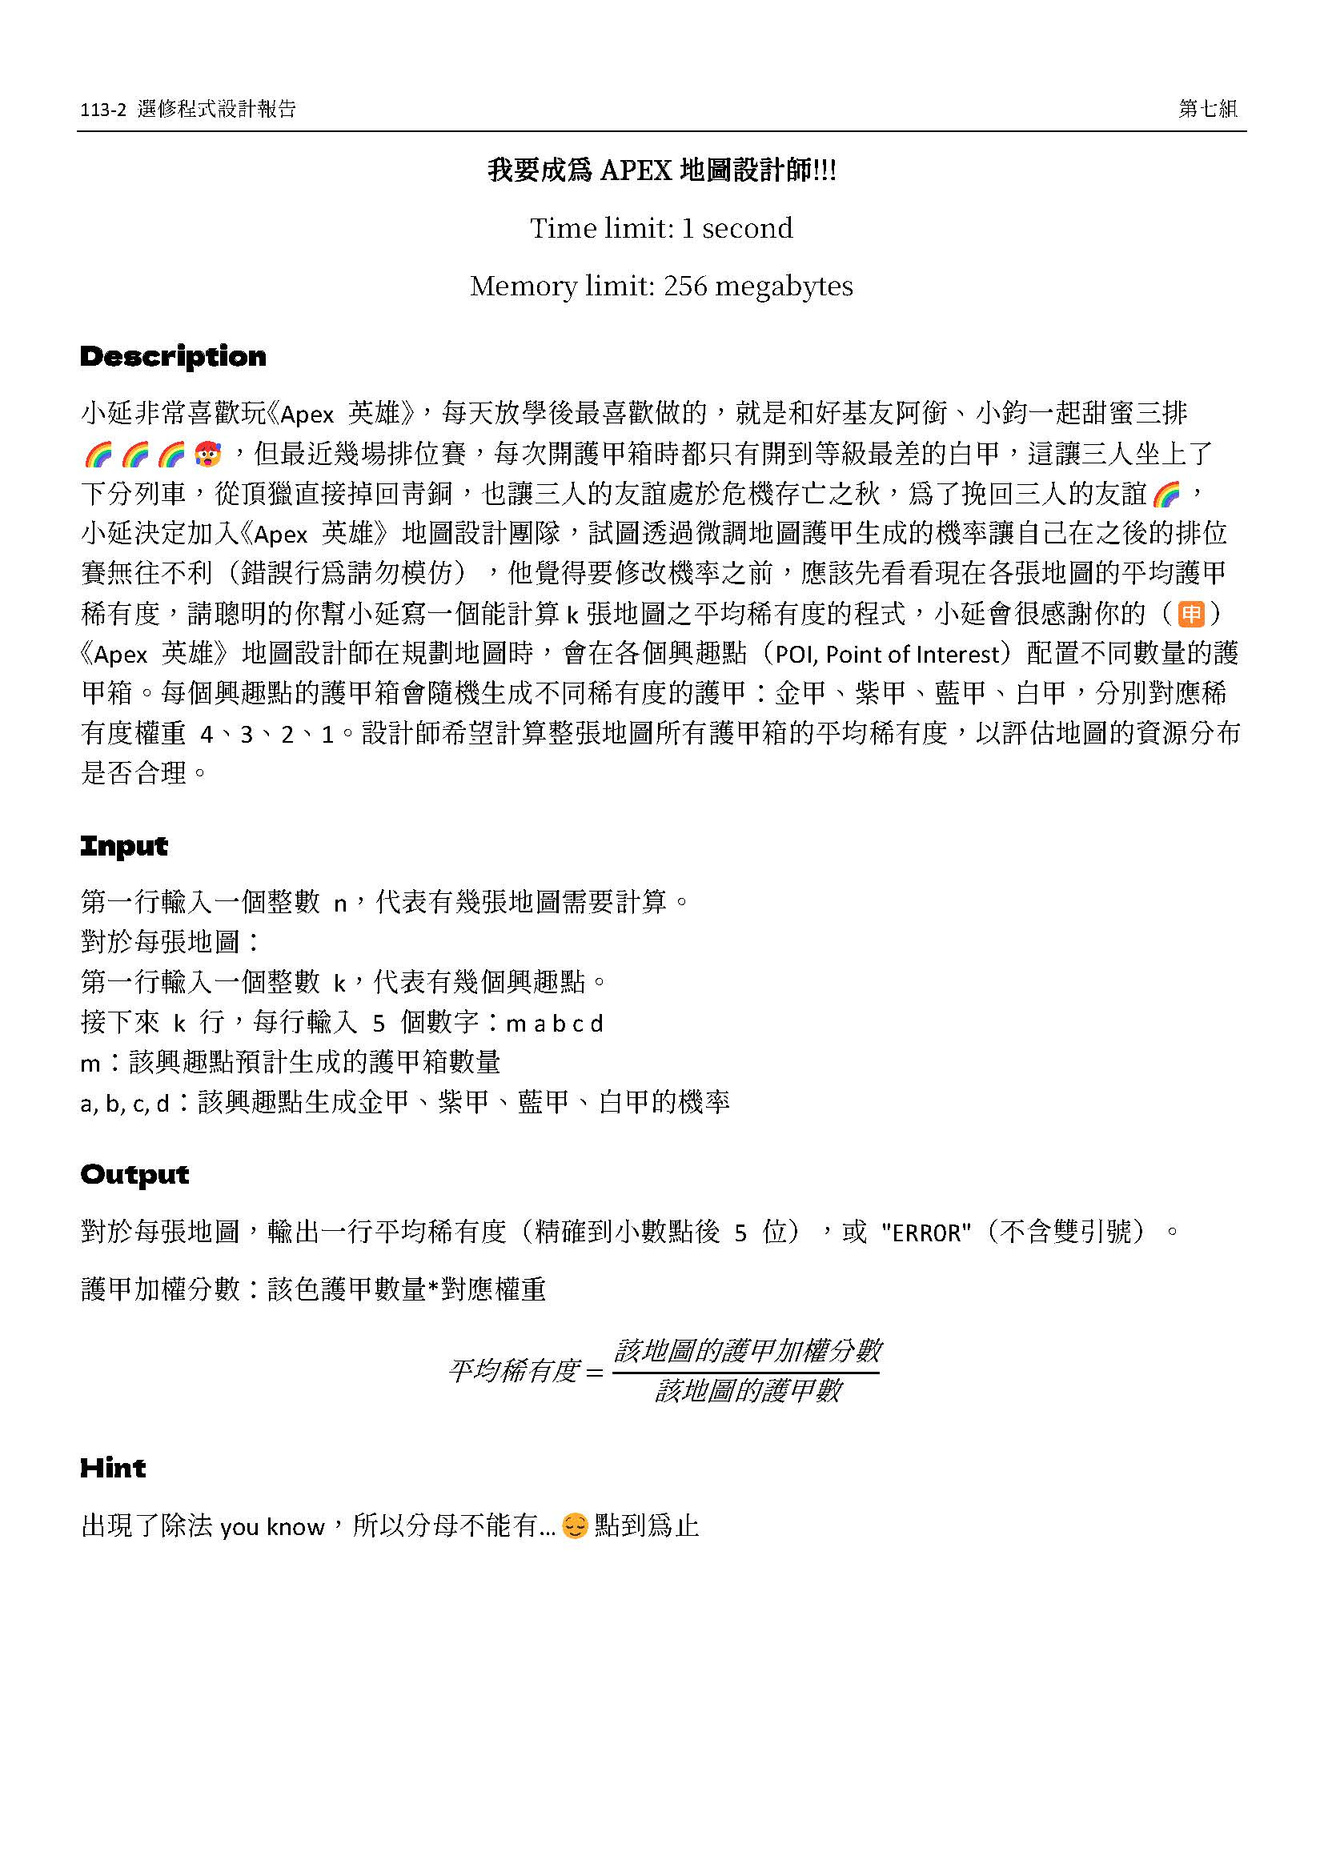 113-2 選修程式設計報告 第七組
我要成為 APEX 地圖設計師!!!
Time limit: 1 second
Memory limit: 256 megabytes
Description
小延非常喜歡玩《Apex 英雄》，每天放學後最喜歡做的，就是和好基友阿銜、小鈞一起甜蜜三排
🌈🌈🌈🥵，但最近幾場排位賽，每次開護甲箱時都只有開到等級最差的白甲，這讓三人坐上了
下分列車，從頂獵直接掉回青銅，也讓三人的友誼處於危機存亡之秋，為了挽回三人的友誼🌈，
小延決定加入《Apex 英雄》地圖設計團隊，試圖透過微調地圖護甲生成的機率讓自己在之後的排位
賽無往不利（錯誤行為請勿模仿），他覺得要修改機率之前，應該先看看現在各張地圖的平均護甲
稀有度，請聰明的你幫小延寫一個能計算 k 張地圖之平均稀有度的程式，小延會很感謝你的（🈸）
《Apex 英雄》地圖設計師在規劃地圖時，會在各個興趣點（POI, Point of Interest）配置不同數量的護
甲箱。每個興趣點的護甲箱會隨機生成不同稀有度的護甲：金甲、紫甲、藍甲、白甲，分別對應稀
有度權重 4、3、2、1。設計師希望計算整張地圖所有護甲箱的平均稀有度，以評估地圖的資源分布
是否合理。
Input
第一行輸入一個整數 n，代表有幾張地圖需要計算。
對於每張地圖：
第一行輸入一個整數 k，代表有幾個興趣點。
接下來 k 行，每行輸入 5 個數字：m a b c d
m：該興趣點預計生成的護甲箱數量
a, b, c, d：該興趣點生成金甲、紫甲、藍甲、白甲的機率
Output
對於每張地圖，輸出一行平均稀有度（精確到小數點後 5 位），或 "ERROR"（不含雙引號）。
護甲加權分數：該色護甲數量*對應權重
平均稀有度 = 該地圖的護甲加權分數
該地圖的護甲數
Hint
出現了除法 you know，所以分母不能有...😌點到為止